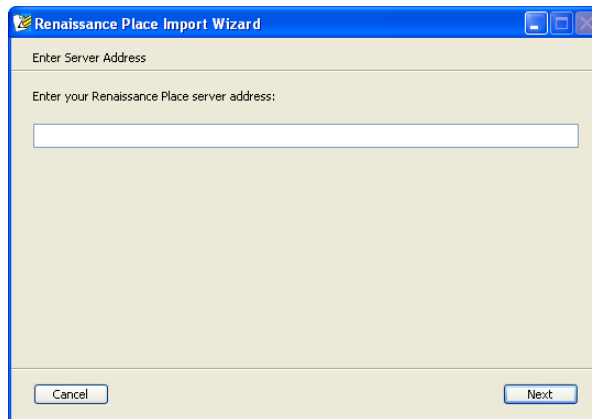 Renaissance Place Import Wizard
Enter Server Address
Enter your Renaissance Place server address:
Cancel
Next